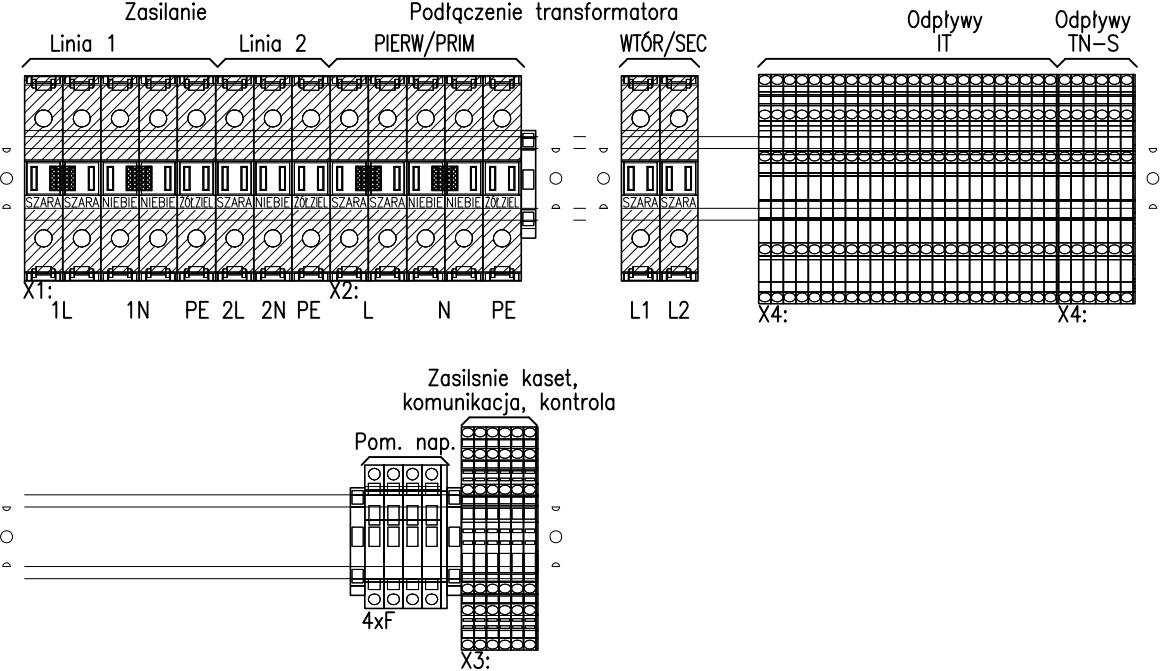 Zasilanie
Podłączenie transformatora
Odpływy
Odpływy
Linia 1
Linia 2
PIERW/PRIM
WTÓR/SEC
IT
TN-S
SZARA SZARA NIEBIE NIEBIE ŻÓŁZIEL SZARA NIEBIE ŻÓŁZIEL SZARA SZARA NIEBIE NIEBIE ŻÓŁZIEL
SZARA SZARA
X1:
X2:
1L 1N PE 2L 2N PE L N PE
L1 L2
X4:
X4:
Zasilsnie kaset,
komunikacja, kontrola
Pom. nap.
4xF
X3: